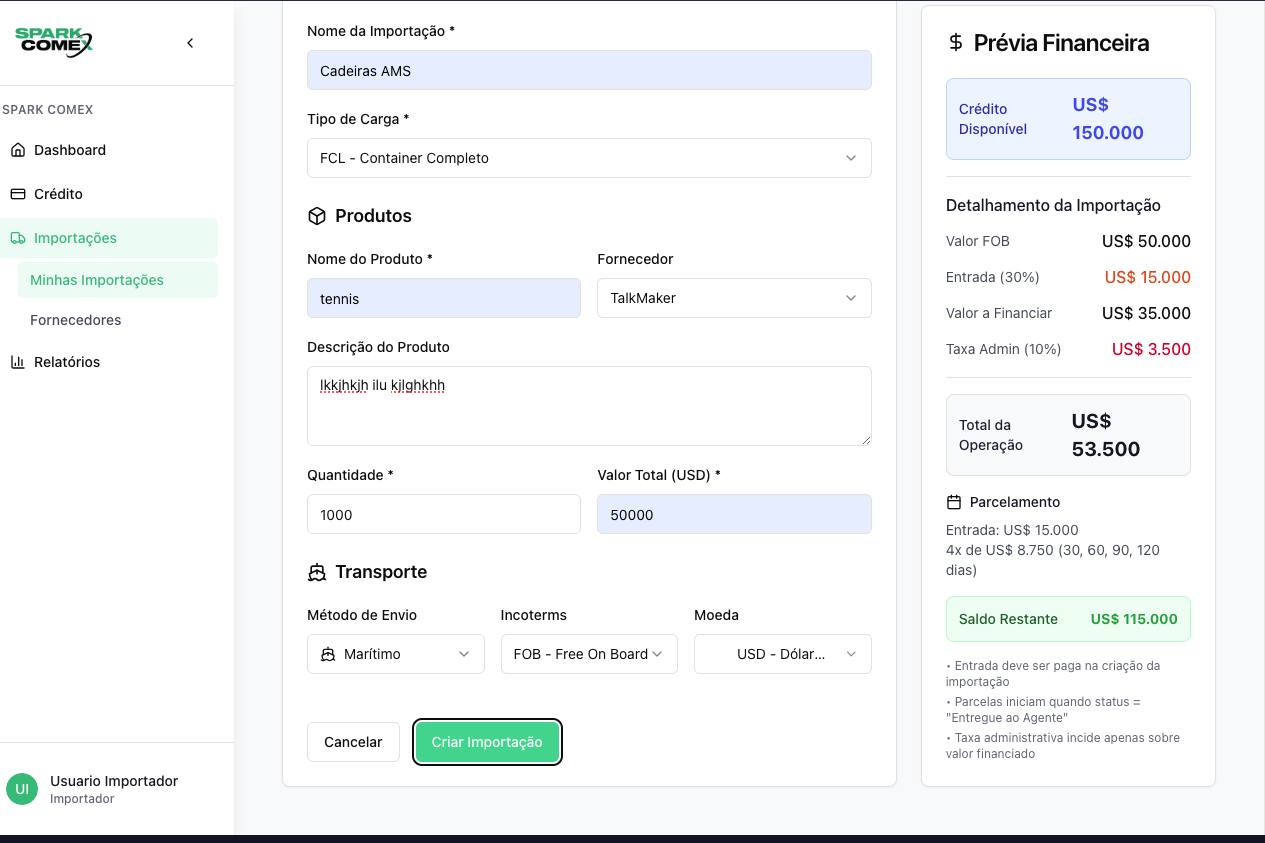 SPARK
COMEX
SPARK COMEX
Dashboard
Crédito
Importações
Minhas Importações
Fornecedores
Relatórios
UI
Usuario Importador
Importador
Nome da Importação *
Cadeiras AMS
Tipo de Carga *
FCL - Container Completo
Produtos
Nome do Produto *
Fornecedor
tennis
TalkMaker
Descrição do Produto
lkkjhkjh ilu kjlghkhh
Quantidade *
Valor Total (USD) *
1000
50000
Transporte
Método de Envio
Incoterms
Moeda
Marítimo
FOB - Free On Board
USD - Dólar...
Cancelar
Criar Importação
$ Prévia Financeira
Crédito
Disponível
US$
150.000
Detalhamento da Importação
Valor FOB US$ 50.000
Entrada (30%) US$ 15.000
Valor a Financiar US$ 35.000
Taxa Admin (10%) US$ 3.500
Total da
Operação
US$
53.500
Parcelamento
Entrada: US$ 15.000
4x de US$ 8.750 (30, 60, 90, 120
dias)
Saldo Restante US$ 115.000
• Entrada deve ser paga na criação da
importação
• Parcelas iniciam quando status =
"Entregue ao Agente"
• Taxa administrativa incide apenas sobre
valor financiado